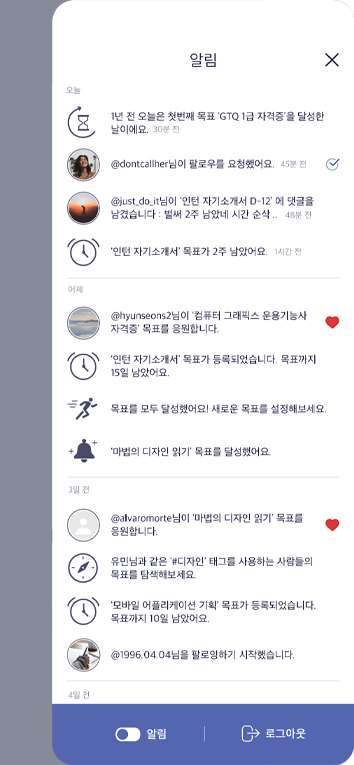 알림
오늘
1년 전 오늘은 첫번째 목표 'GTQ 1급 자격증'을 달성한
날이에요. 30분 전
@dontcallher님이 팔로우를 요청했어요. 45분 전
@just_do_it님이 '인턴 자기소개서 D-12' 에 댓글을
남겼습니다 : 벌써 2주 남았네 시간 순삭 .. 48분 전
'인턴 자기소개서' 목표가 2주 남았어요. 1시간 전
어제
@hyunseons2님이 '컴퓨터 그래픽스 운용기능사
자격증' 목표를 응원합니다.
'인턴 자기소개서' 목표가 등록되었습니다. 목표까지
15일 남았어요.
목표를 모두 달성했어요! 새로운 목표를 설정해보세요.
'마법의 디자인 읽기' 목표를 달성했어요.
3일 전
@alvaromorte님이 '마법의 디자인 읽기' 목표를
응원합니다.
유민님과 같은 '#디자인' 태그를 사용하는 사람들의
목표를 탐색해보세요.
'모바일 어플리케이션 기획' 목표가 등록되었습니다.
목표까지 10일 남았어요.
@1996.04.04님을 팔로잉하기 시작했습니다.
4일 전
알림
로그아웃